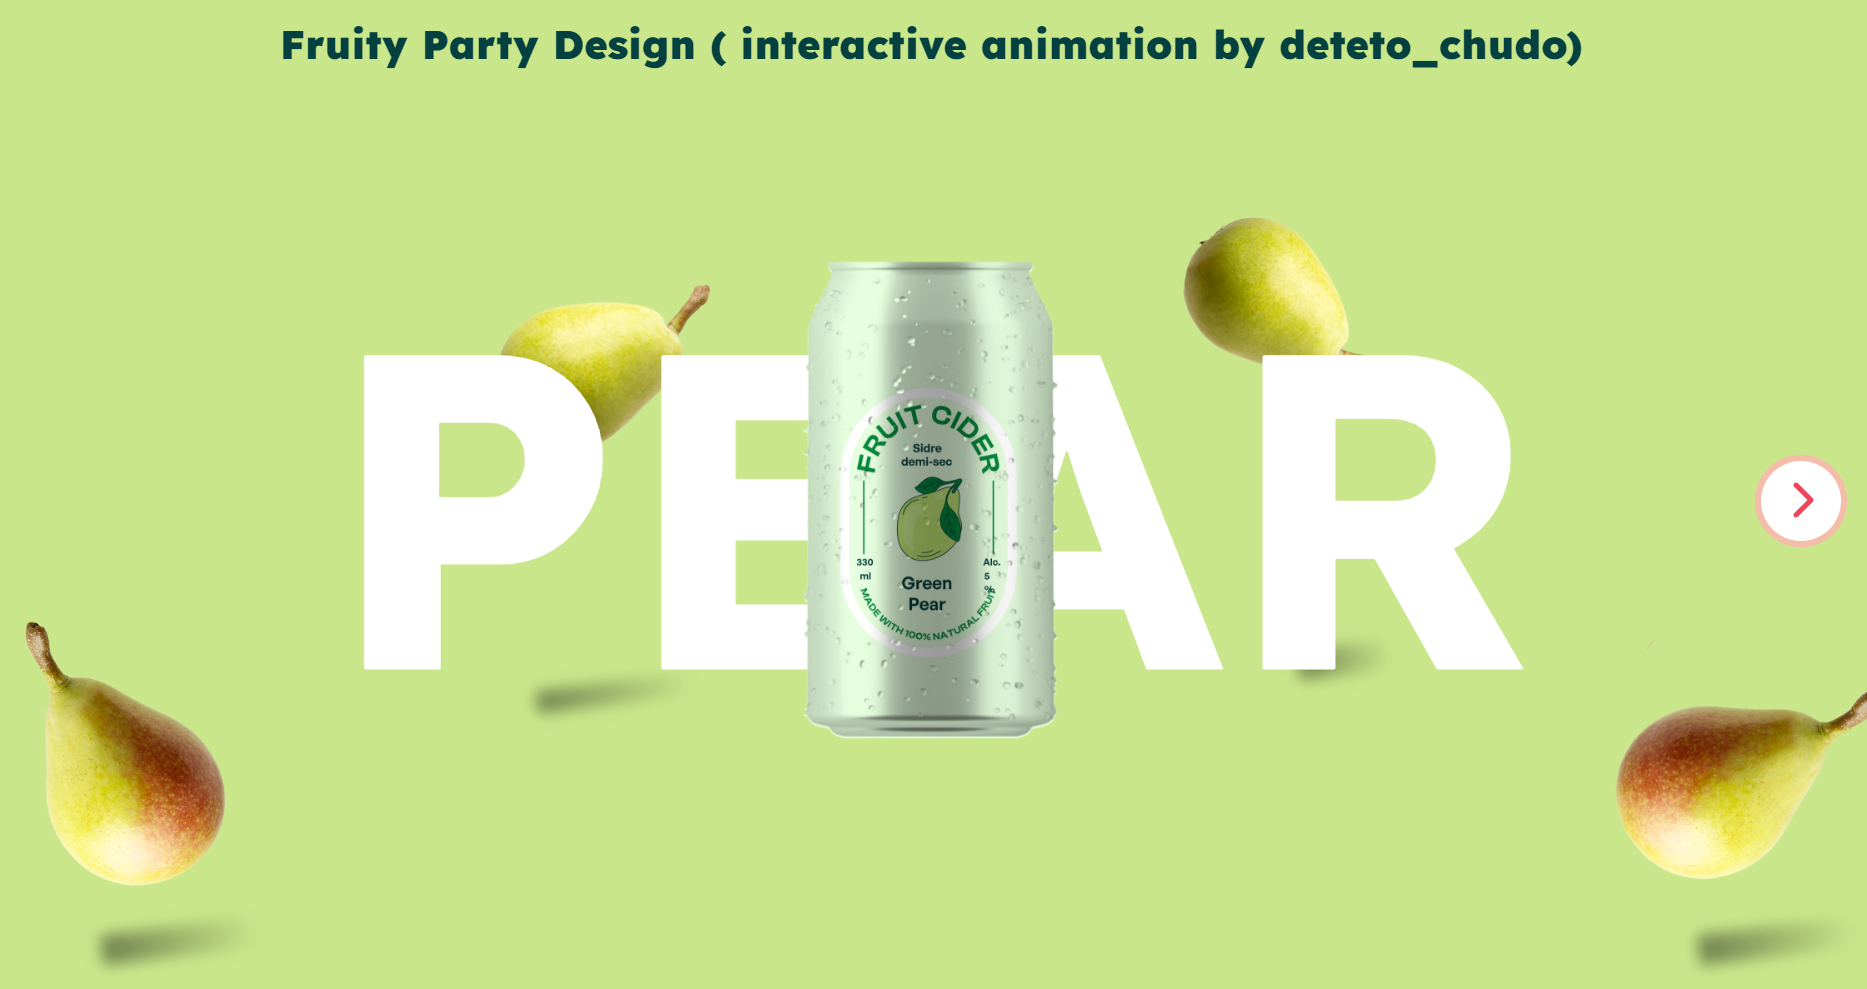 Fruity Party Design ( interactive animation by deteto_chudo)
PEAR
FRUIT CIDER
Sidre
demi-sec
330
ml
Alc.
5
%
Green
Pear
MADE WITH 100% NATURAL FRUIT